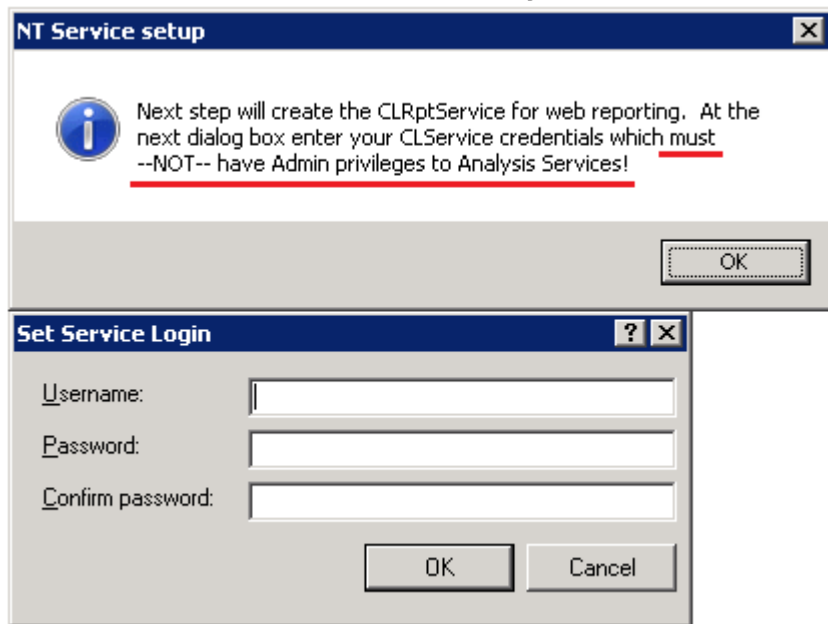 NT Service setup
Next step will create the CLRptService for web reporting.  At the
next dialog box enter your CLService credentials which must
--NOT-- have Admin privileges to Analysis Services!
OK
Set Service Login
?
Username:
Password:
Confirm password:
OK
Cancel